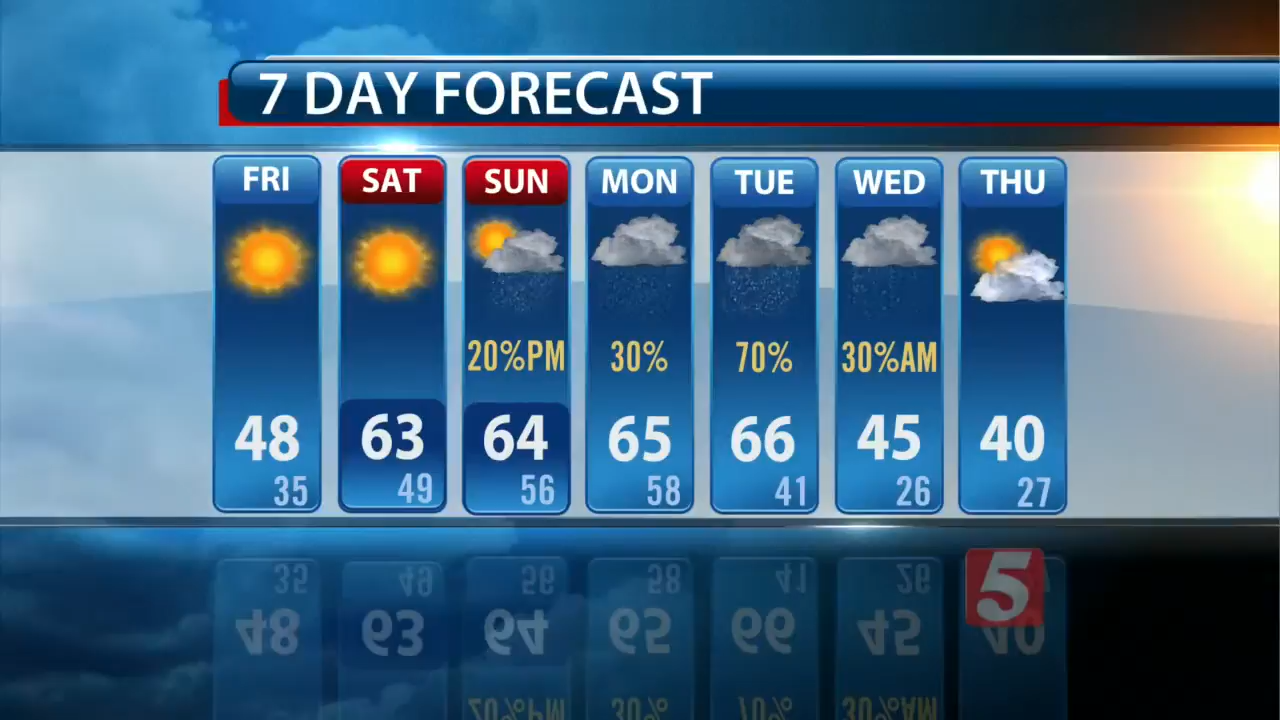 7 DAY FORECAST
FRI SAT SUN MON TUE WED THU
20%PM 30% 70% 30%AM
48 63 64 65 66 45 40
35 49 56 58 41 26 27
5